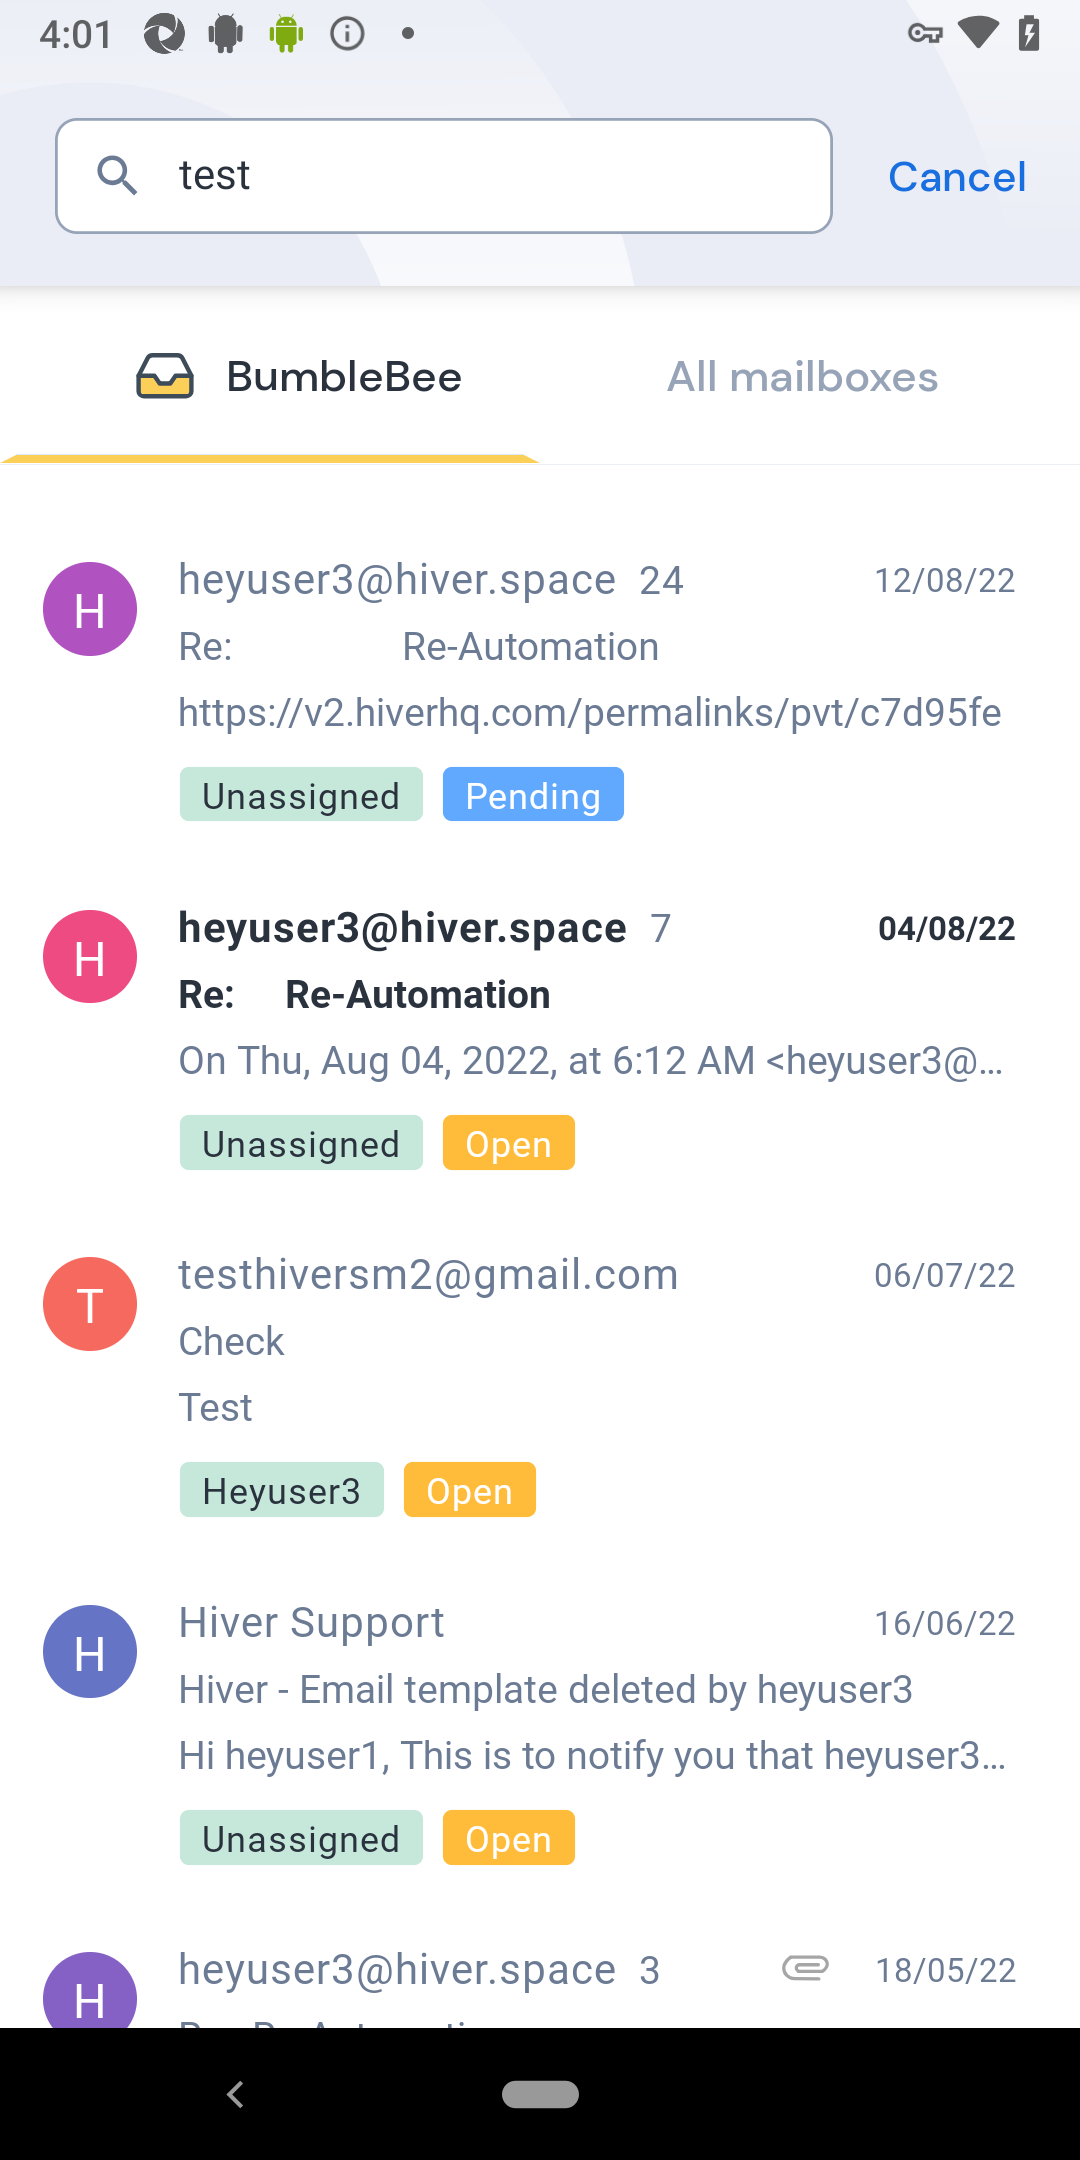 4:01
test
Cancel
BumbleBee
All mailboxes
H
heyuser3@hiver.space 24
12/08/22
Re: Re-Automation
https://v2.hiverhq.com/permalinks/pvt/c7d95fe
Unassigned
Pending
H
heyuser3@hiver.space 7
04/08/22
Re: Re-Automation
On Thu, Aug 04, 2022, at 6:12 AM <heyuser3@...
Unassigned
Open
T
testhiversm2@gmail.com
06/07/22
Check
Test
Heyuser3
Open
H
Hiver Support
16/06/22
Hiver - Email template deleted by heyuser3
Hi heyuser1, This is to notify you that heyuser3...
Unassigned
Open
H
heyuser3@hiver.space 3
18/05/22